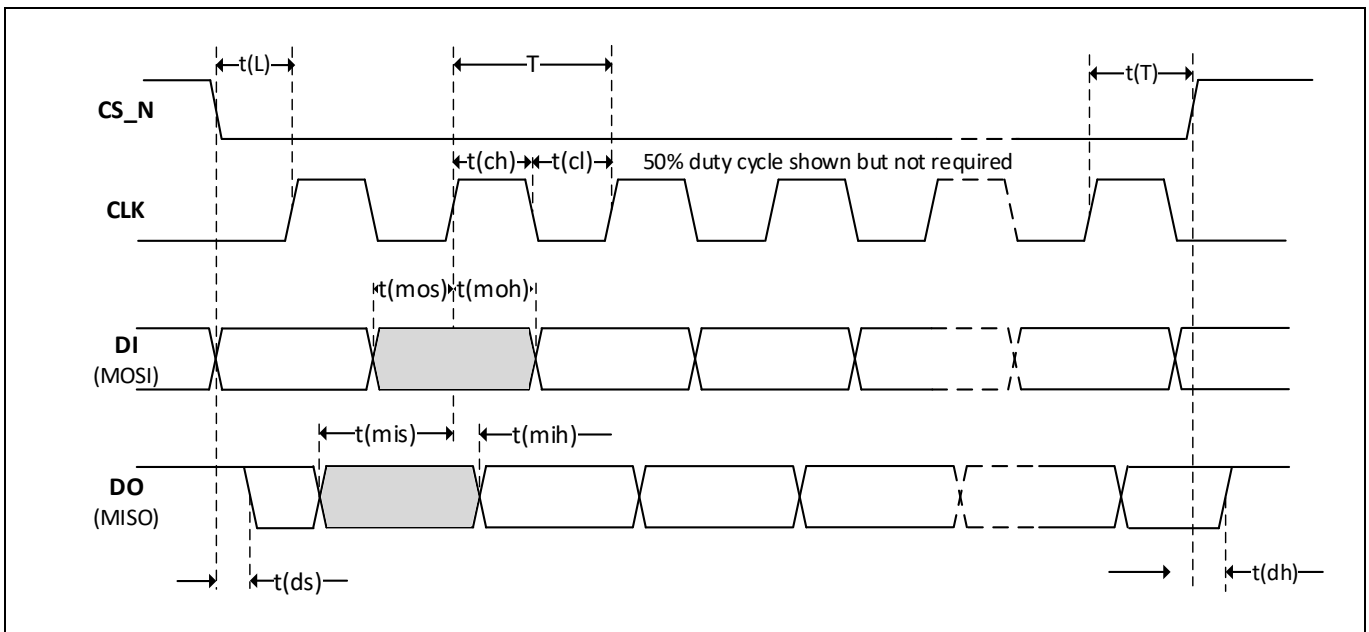 t(L)
T
t(T)
CS_N
t(ch)
t(cl)
50% duty cycle shown but not required
CLK
t(mos)
t(moh)
DI
(MOSI)
t(mis)
t(mih)
DO
(MISO)
t(ds)
t(dh)